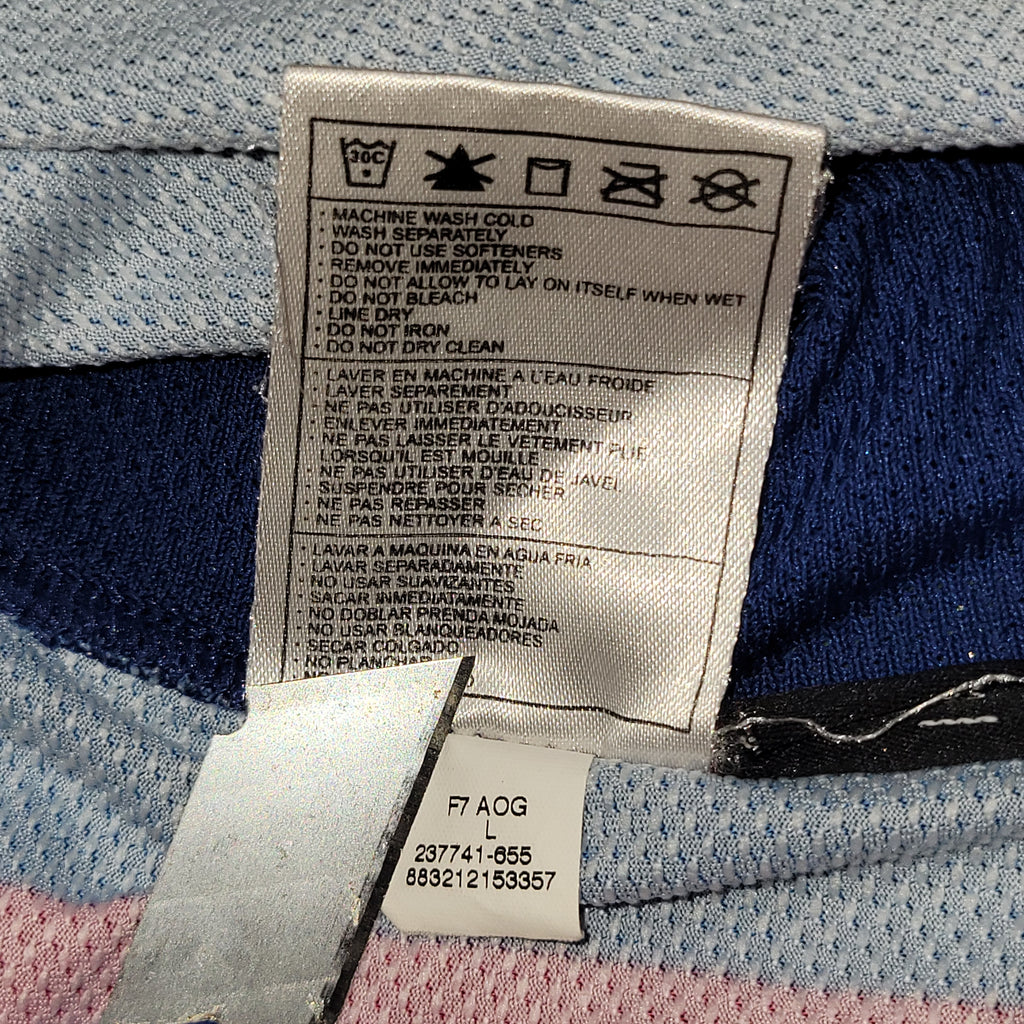 30C
· MACHINE WASH COLD
· WASH SEPARATELY
· DO NOT USE SOFTENERS
· REMOVE IMMEDIATELY
· DO NOT ALLOW TO LAY ON ITSELF WHEN WET
· DO NOT BLEACH
· LINE DRY
· DO NOT IRON
· DO NOT DRY CLEAN
· LAVER EN MACHINE A L'EAU FROIDE
· LAVER SEPAREMENT
· NE PAS UTILISER D'ADOUCISSEUR
· ENLEVER IMMEDIATEMENT
· NE PAS LAISSER LE VETEMENT PLIE
LORSQU'IL EST MOUILLE
· NE PAS UTILISER D'EAU DE JAVEL
SUSPENDRE POUR SECHER
· NE PAS REPASSER
· NE PAS NETTOYER A SEC
· LAVAR A MAQUINA EN AGUA FRIA
· LAVAR SEPARADAMENTE
· NO USAR SUAVIZANTES
· SACAR INMEDIATAMENTE
· NO DOBLAR PRENDA MOJADA
· NO USAR BLANQUEADORES
· SECAR COLGADO
· NO PLANCHAR
F7 AOG
L
237741-655
883212153357